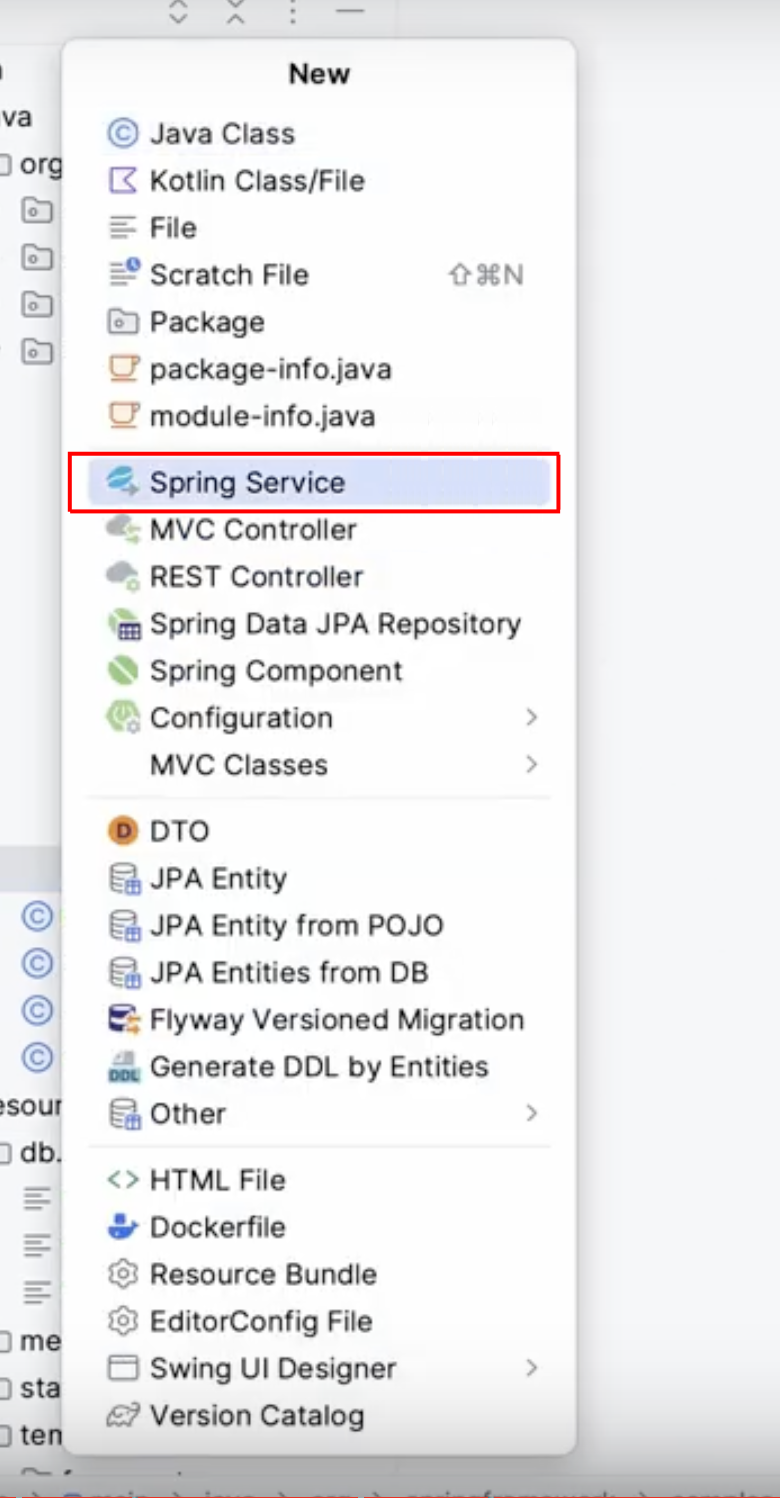 New
va
org
Java Class
Kotlin Class/File
File
Scratch File ⇧⌘N
Package
package-info.java
module-info.java
Spring Service
MVC Controller
REST Controller
Spring Data JPA Repository
Spring Component
Configuration
MVC Classes
D DTO
JPA Entity
JPA Entity from POJO
JPA Entities from DB
Flyway Versioned Migration
DDL Generate DDL by Entities
esour
Other
db.
HTML File
Dockerfile
Resource Bundle
EditorConfig File
me
Swing UI Designer
sta
Version Catalog
ten